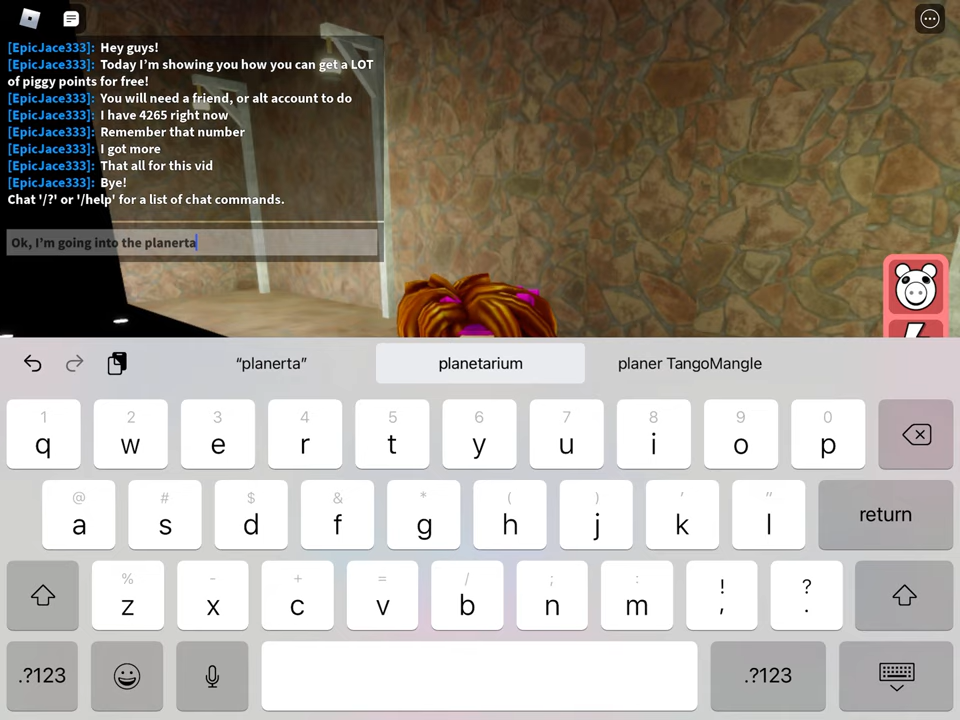 [EpicJace333]: Hey guys!
[EpicJace333]: Today I’m showing you how you can get a LOT
of piggy points for free!
[EpicJace333]: You will need a friend, or alt account to do
[EpicJace333]: I have 4265 right now
[EpicJace333]: Remember that number
[EpicJace333]: I got more
[EpicJace333]: That all for this vid
[EpicJace333]: Bye!
Chat '/?' or '/help' for a list of chat commands.
Ok, I’m going into the planerta
“planerta” planetarium planer TangoMangle
1 2 3 4 5 6 7 8 9 0
q w e r t y u i o p
@ # $ & * ( ) ' "
a s d f g h j k l return
% - + = / ; : ! ?
z x c v b n m , .
.?123 .?123